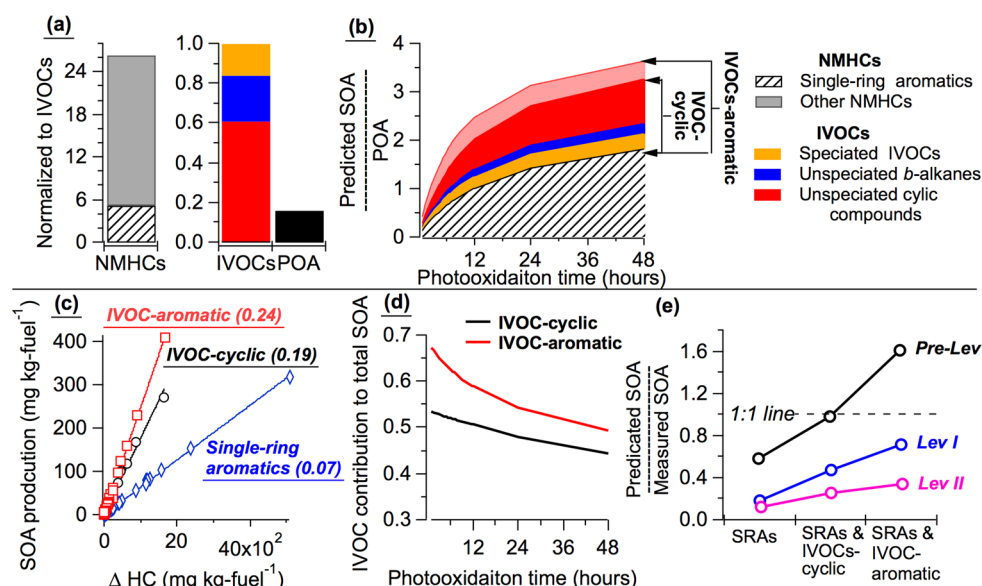 (a)
Normalized to IVOCs
24
18
12
6
0
NMHCs
1.0
0.8
0.6
0.4
0.2
0.0
IVOCs POA
(b)
Predicted SOA
POA
4
3
2
1
0
12 24 36 48
Photooxidaiton time (hours)
IVOC-
cyclic
IVOCs-aromatic
NMHCs
Single-ring aromatics
Other NMHCs
IVOCs
Speciated IVOCs
Unspeciated b-alkanes
Unspeciated cylic
compounds
(c)
SOA prodcution (mg kg-fuel-1)
400
300
200
100
0
IVOC-aromatic (0.24)
IVOC-cyclic (0.19)
Single-ring
aromatics (0.07)
0 20 40x10²
Δ HC (mg kg-fuel-1)
(d)
IVOC contribution to total SOA
0.7
0.6
0.5
0.4
0.3
IVOC-cyclic
IVOC-aromatic
0 12 24 36 48
Photooxidaiton time (hours)
(e)
Predicated SOA
Measured SOA
1.6
1.2
0.8
0.4
0.0
Pre-Lev
1:1 line
Lev I
Lev II
SRAs
SRAs &
IVOCs-
cyclic
SRAs &
IVOC-
aromatic